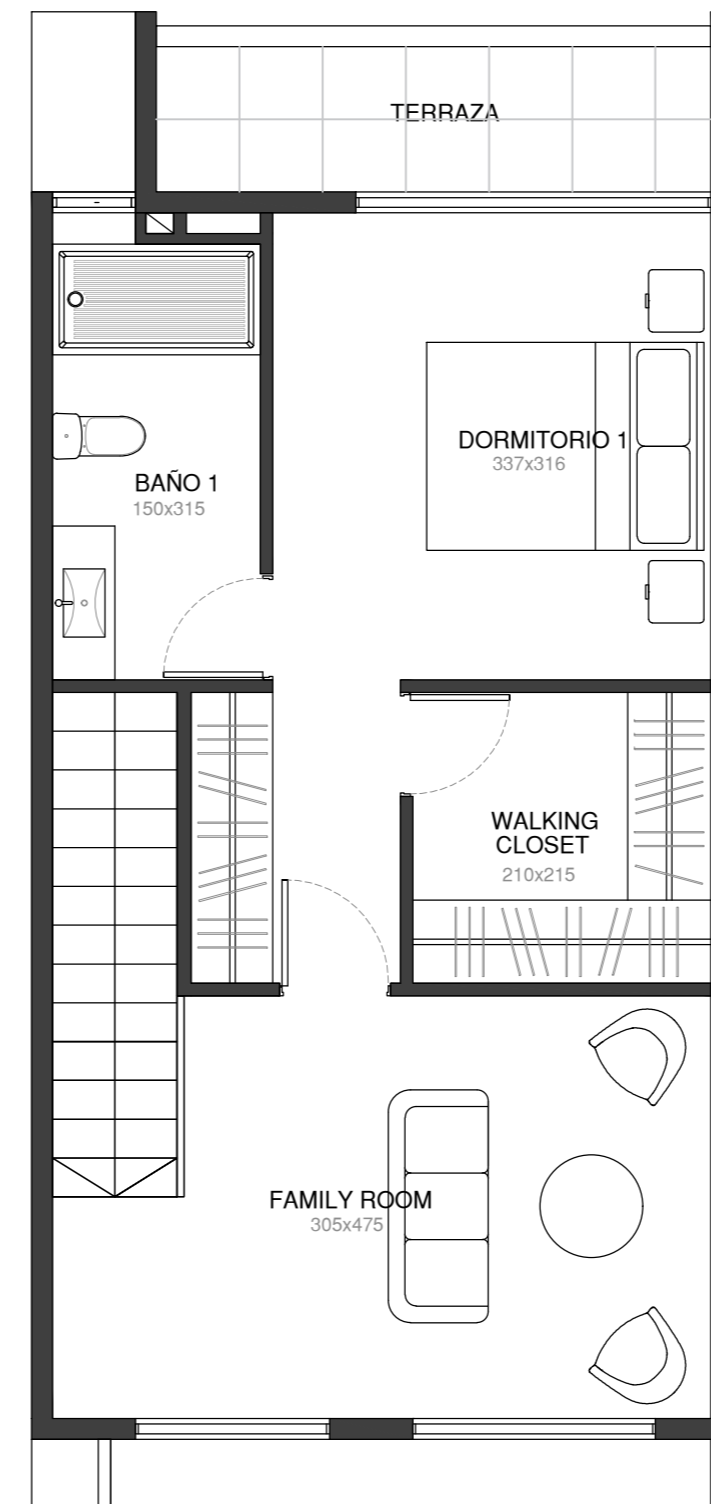 TERRAZA
DORMITORIO 1
337x316
BAÑO 1
150x315
WALKING
CLOSET
210x215
FAMILY ROOM
305x475